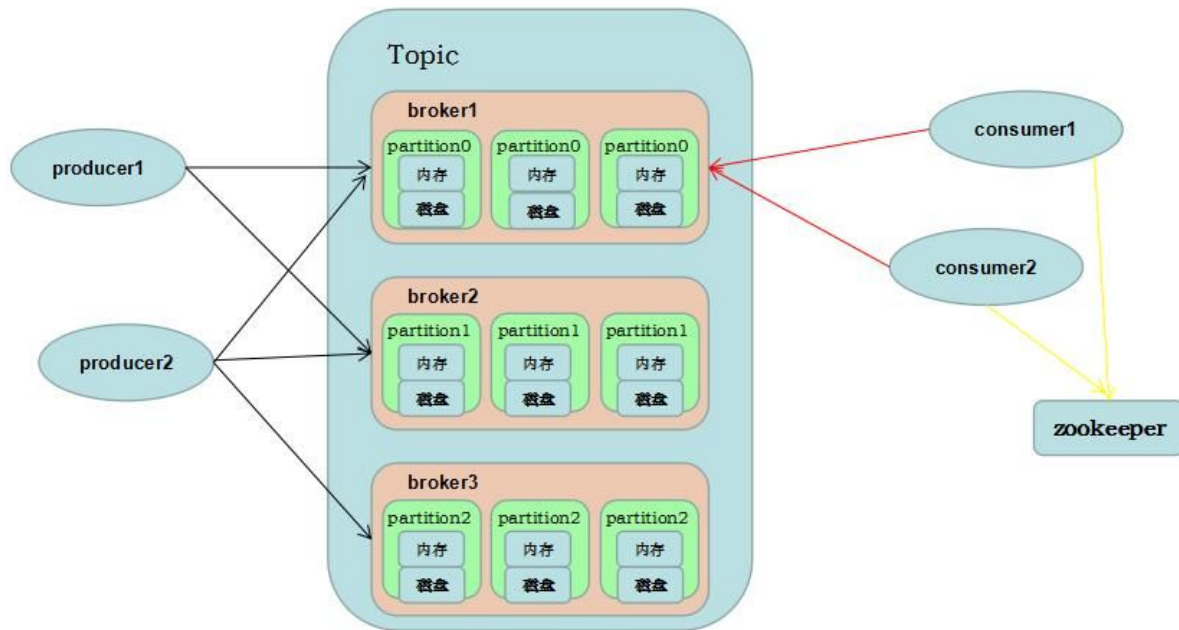 Topic
broker1
partition0 partition0 partition0
内存 内存 内存
磁盘 磁盘 磁盘
producer1
consumer1
consumer2
broker2
partition1 partition1 partition1
内存 内存 内存
磁盘 磁盘 磁盘
producer2
zookeeper
broker3
partition2 partition2 partition2
内存 内存 内存
磁盘 磁盘 磁盘